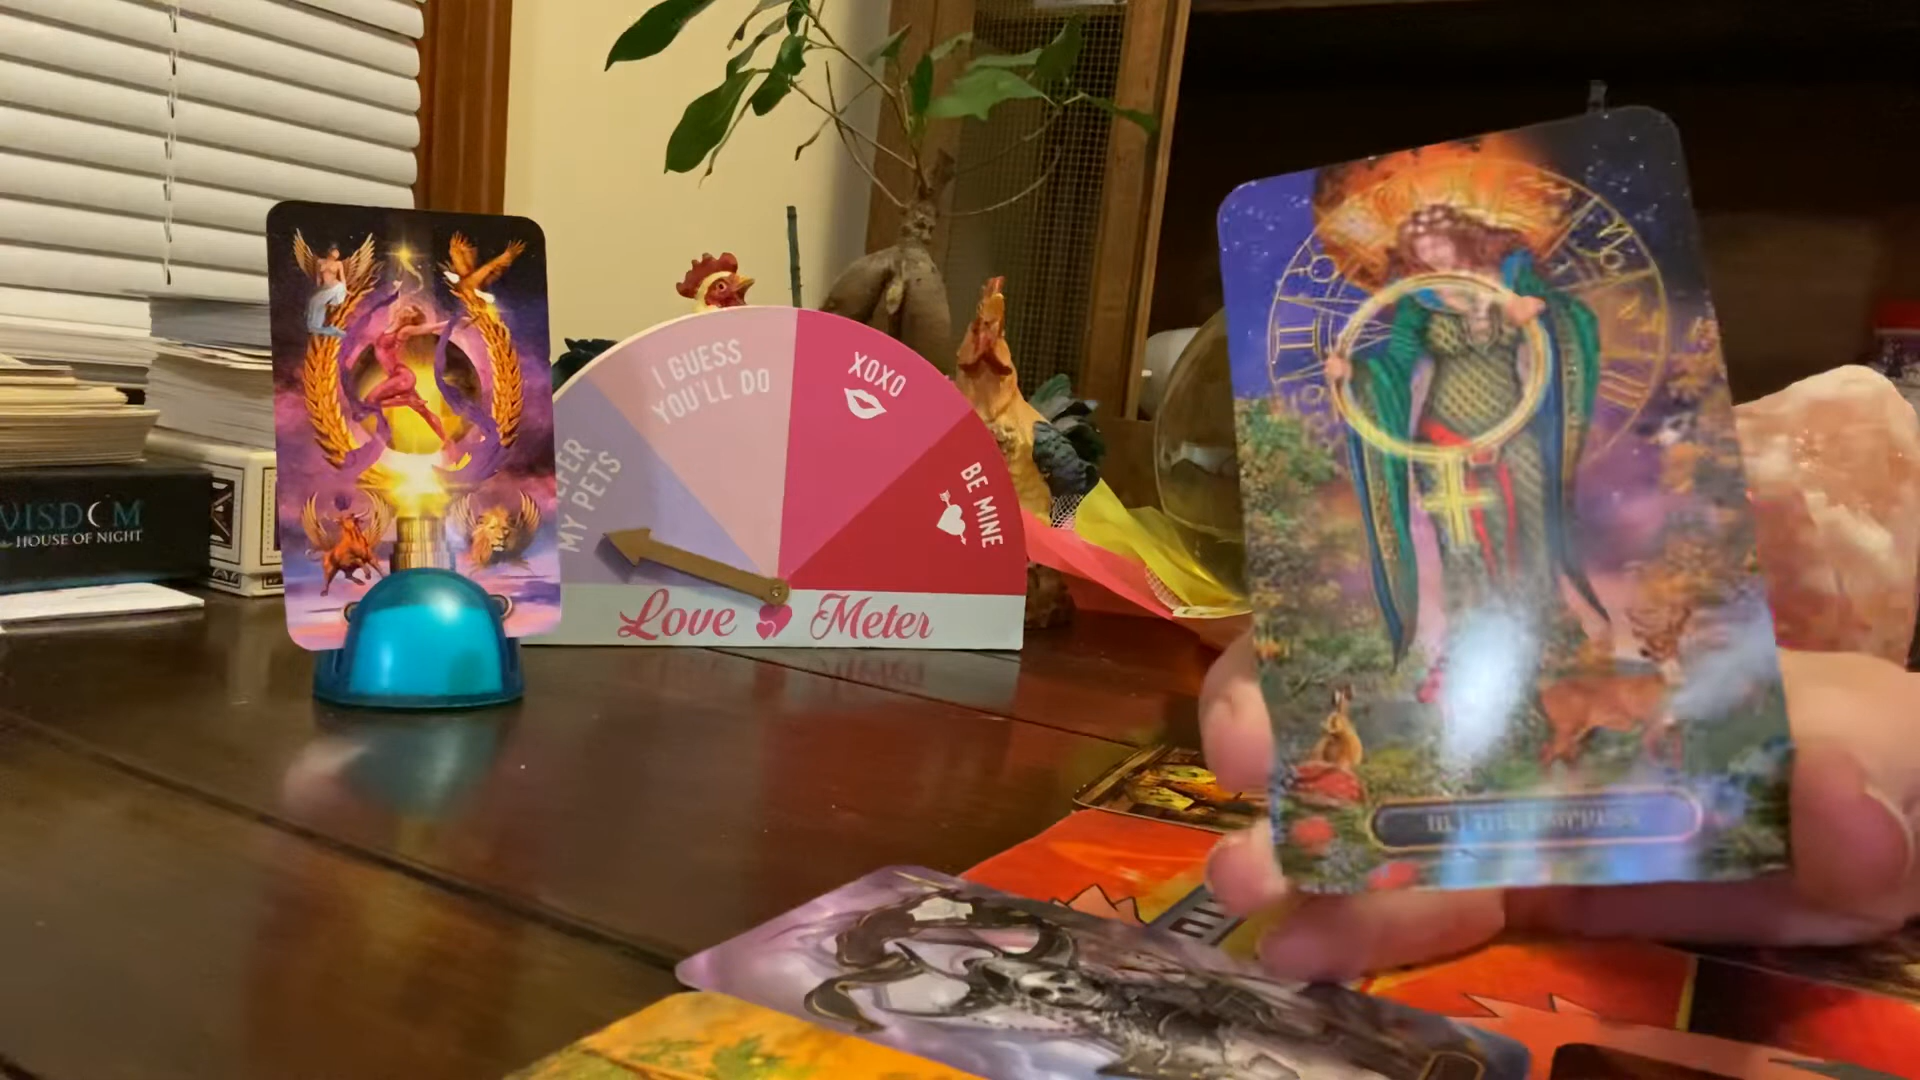 I GUESS
YOU'LL DO
XOXO
MY PETS
BE MINE
Love Meter
WISDOM
HOUSE OF NIGHT